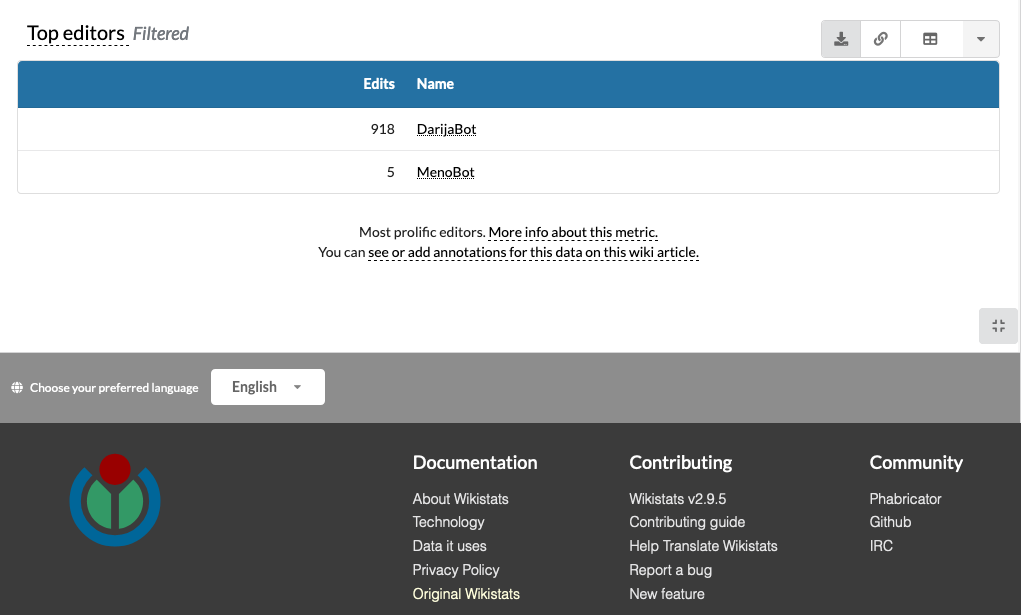 Top editors Filtered
Edits Name
918 DarijaBot
5 MenoBot
Most prolific editors. More info about this metric.
You can see or add annotations for this data on this wiki article.
Choose your preferred language English
Documentation
About Wikistats
Technology
Data it uses
Privacy Policy
Original Wikistats
Contributing
Wikistats v2.9.5
Contributing guide
Help Translate Wikistats
Report a bug
New feature
Community
Phabricator
Github
IRC